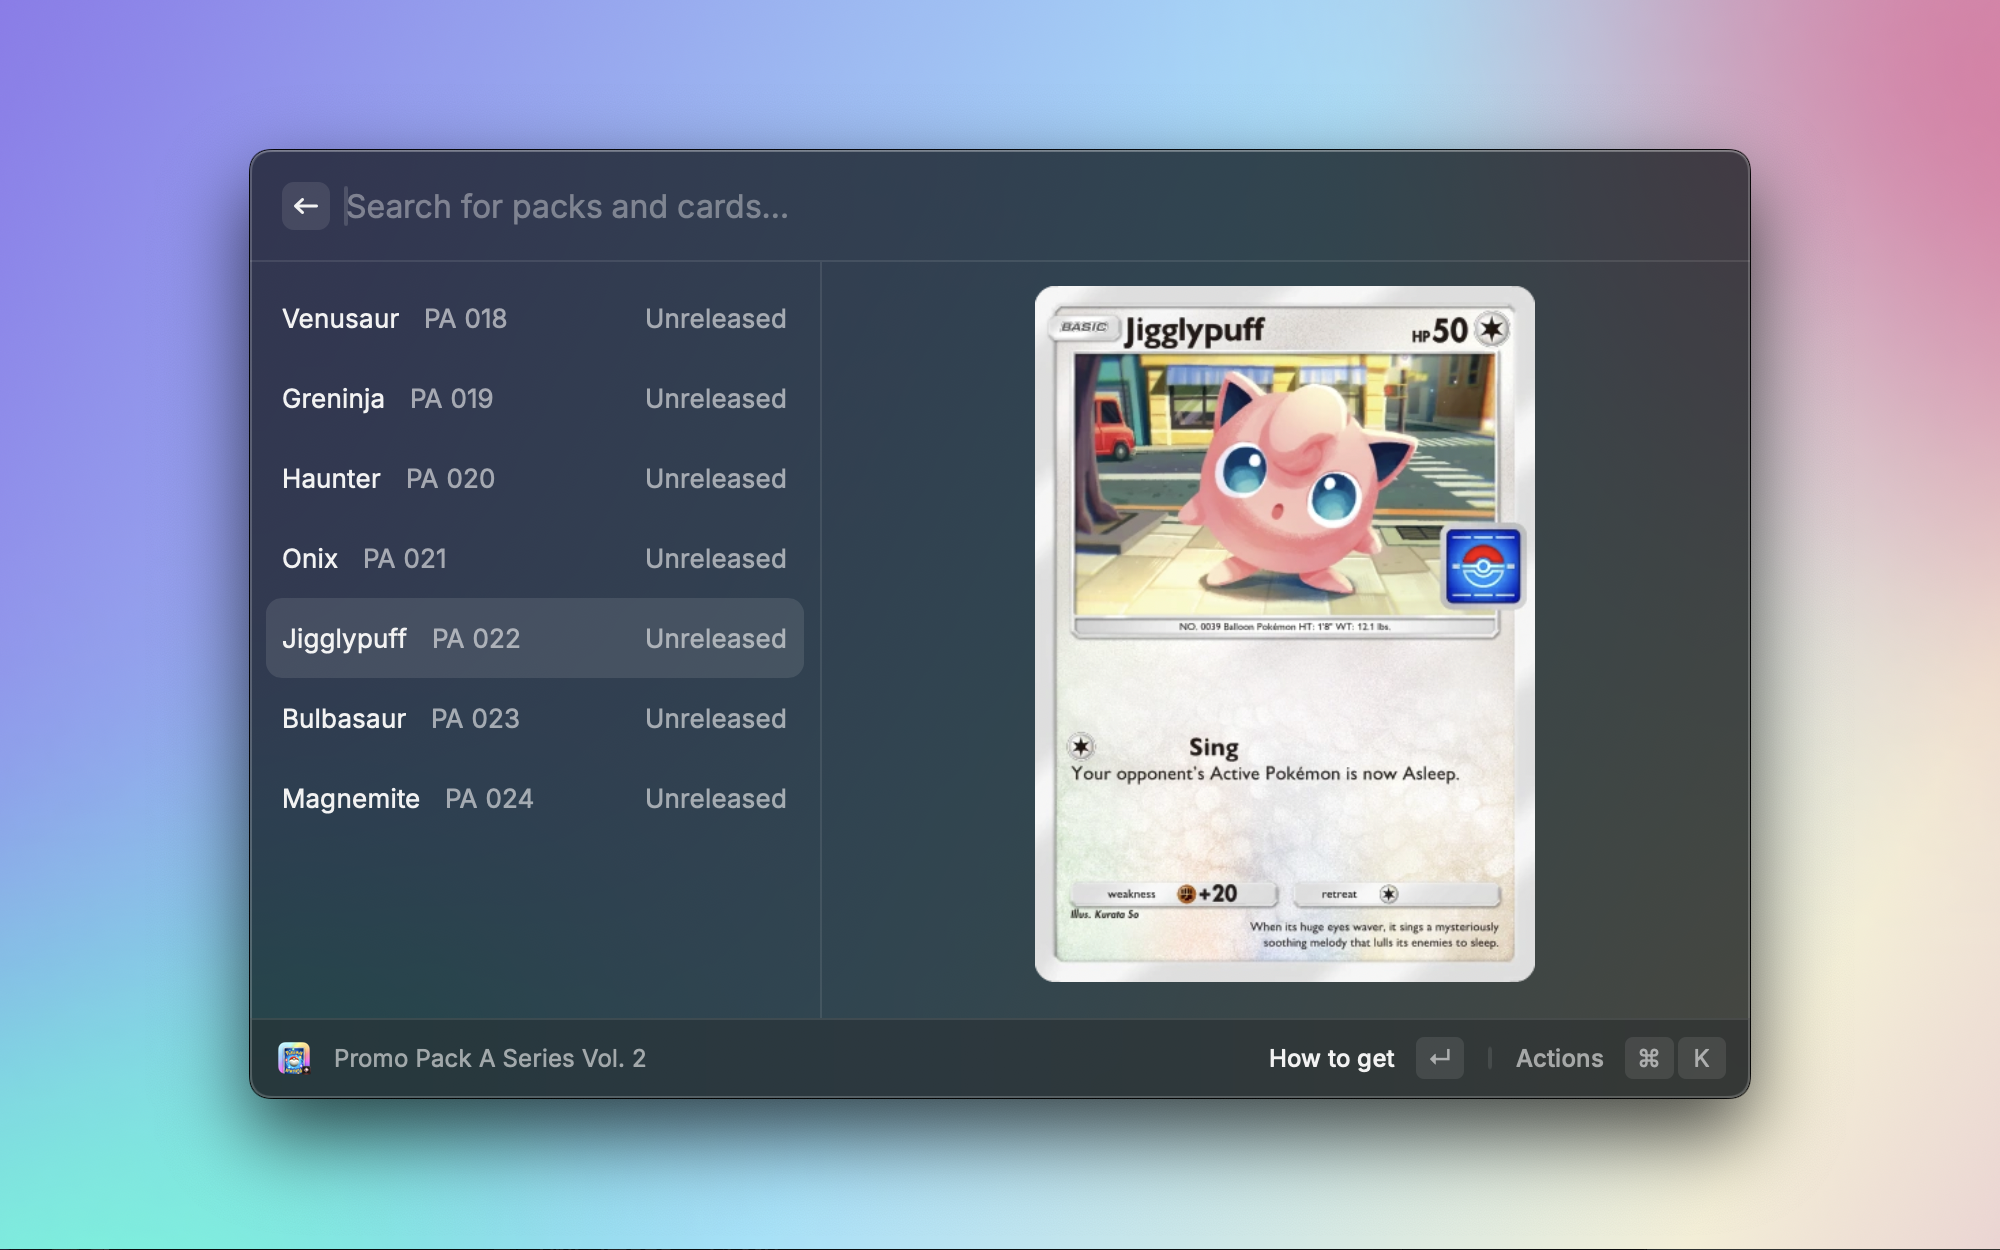 Search for packs and cards...
Venusaur PA 018 Unreleased
Greninja PA 019 Unreleased
Haunter PA 020 Unreleased
Onix PA 021 Unreleased
Jigglypuff PA 022 Unreleased
Bulbasaur PA 023 Unreleased
Magnemite PA 024 Unreleased
BASIC Jigglypuff HP 50
NO. 0039 Balloon Pokémon HT: 1'8" WT: 12.1 lbs.
Sing
Your opponent's Active Pokémon is now Asleep.
weakness +20 retreat
Illus. Kurata So
When its huge eyes waver, it sings a mysteriously
soothing melody that lulls its enemies to sleep.
Promo Pack A Series Vol. 2 How to get ↵ Actions ⌘ K